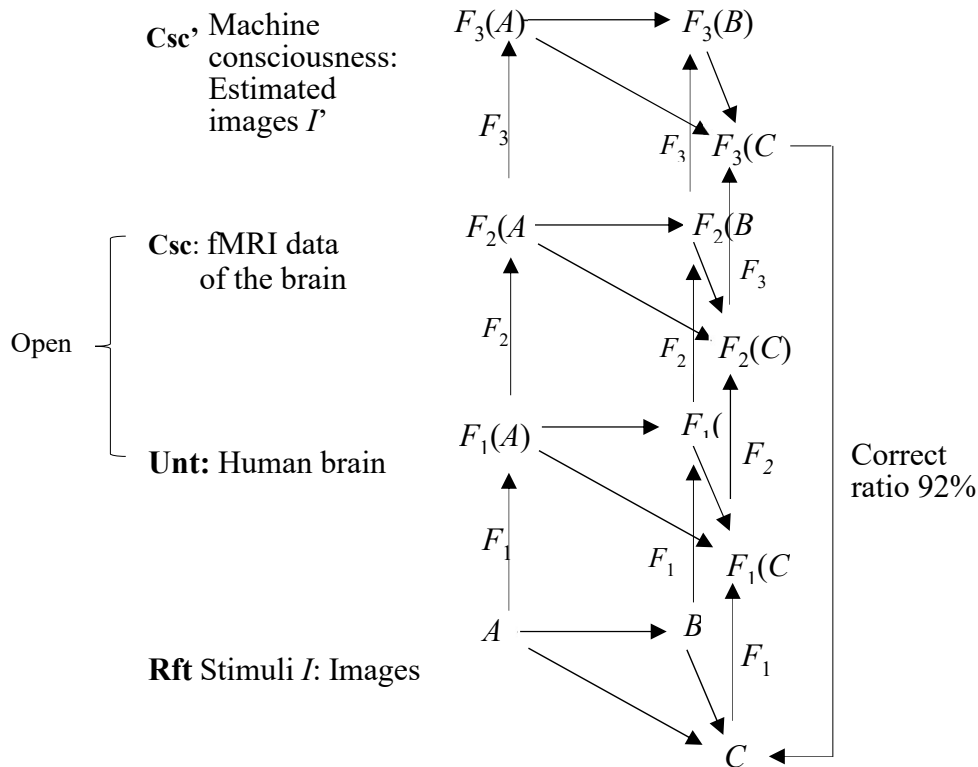 Csc’ Machine consciousness: Estimated images I’
F₃(A)
F₃(B)
F₃
F₃
F₃(C
Csc: fMRI data of the brain
F₂(A
F₂(B
F₃
Open
F₂
F₂
F₂(C)
Unt: Human brain
F₁(A)
F₁(
F₂
Correct ratio 92%
F₁
F₁
F₁(C
Rft Stimuli I: Images
A
B
F₁
C